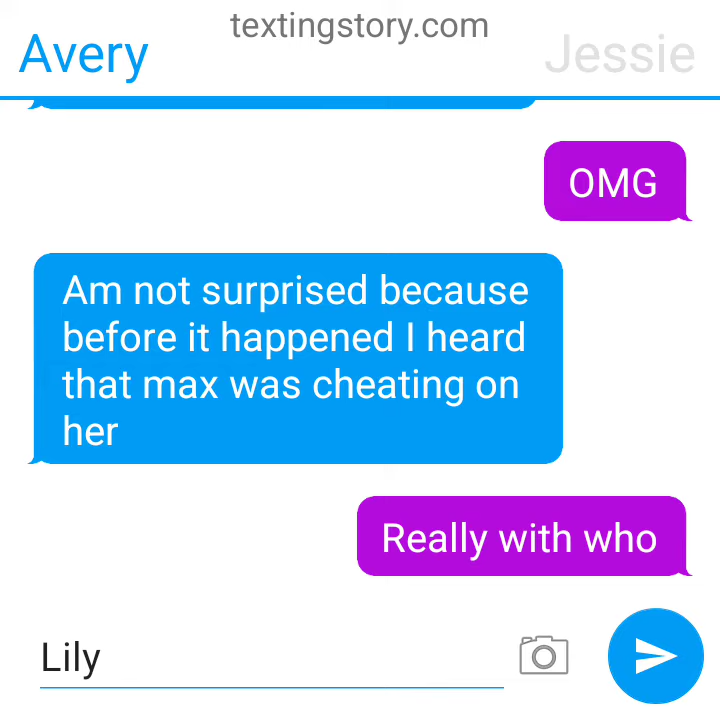 textingstory.com
Avery
Jessie
OMG
Am not surprised because
before it happened I heard
that max was cheating on
her
Really with who
Lily